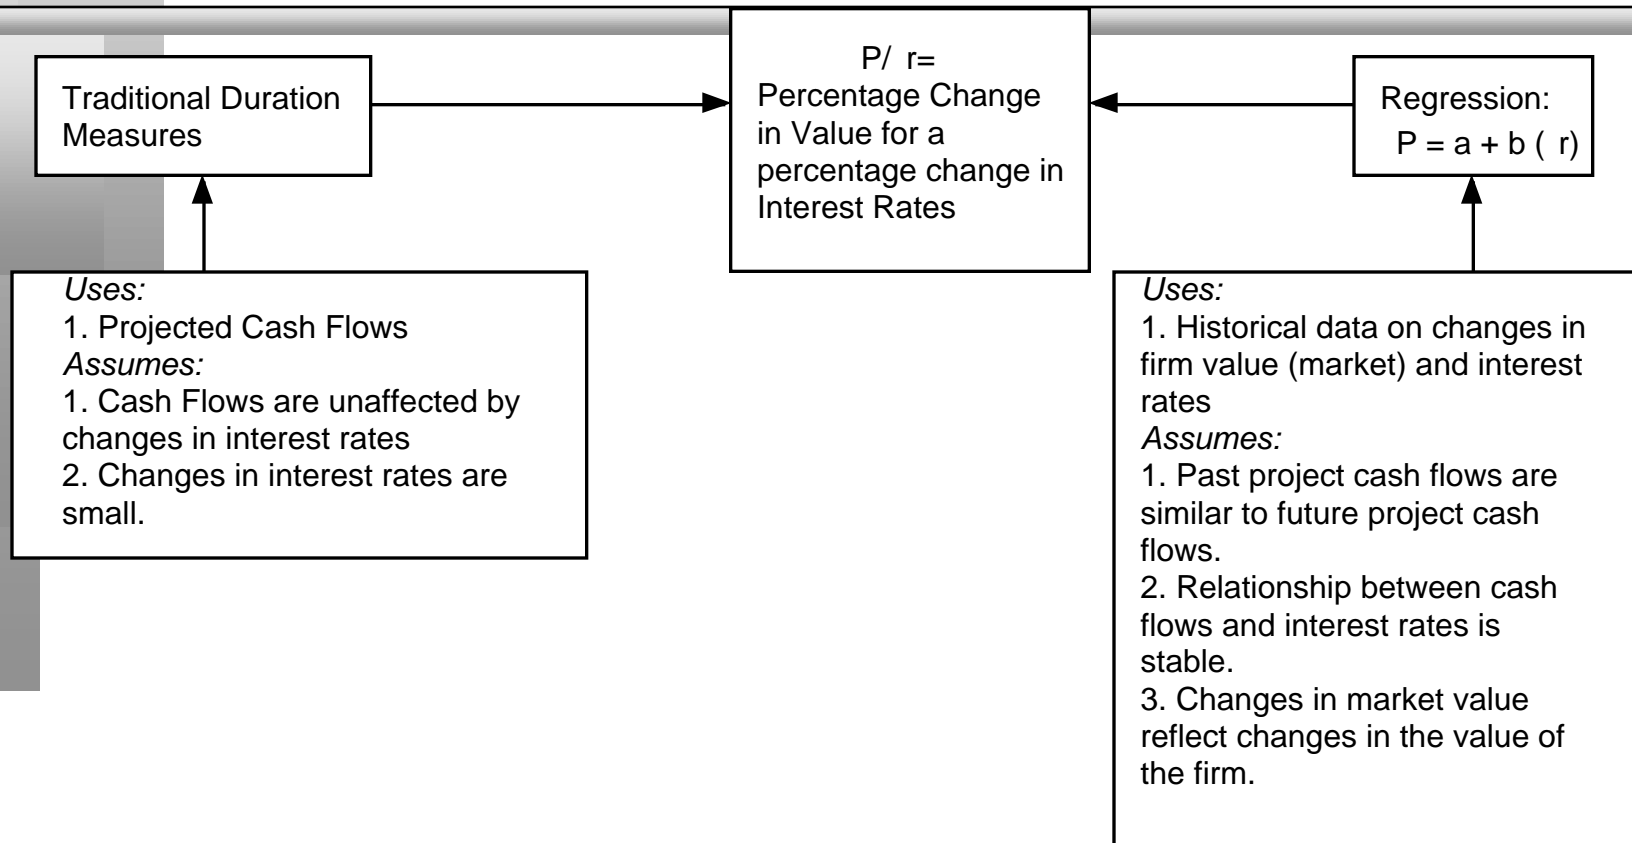 Traditional Duration
Measures
P/ r=
Percentage Change
in Value for a
percentage change in
Interest Rates
Regression:
P = a + b ( r)
Uses:
1. Projected Cash Flows
Assumes:
1. Cash Flows are unaffected by
changes in interest rates
2. Changes in interest rates are
small.
Uses:
1. Historical data on changes in
firm value (market) and interest
rates
Assumes:
1. Past project cash flows are
similar to future project cash
flows.
2. Relationship between cash
flows and interest rates is
stable.
3. Changes in market value
reflect changes in the value of
the firm.